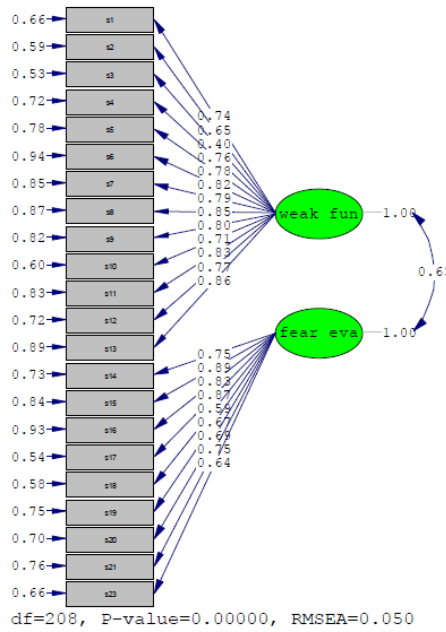 0.66 s1
0.59 s2
0.53 s3
0.72 s4
0.78 s5
0.94 s6
0.85 s7
0.87 s8
0.82 s9
0.60 s10
0.83 s11
0.72 s12
0.89 s13
0.73 s14
0.84 s15
0.93 s16
0.54 s17
0.58 s18
0.75 s19
0.70 s20
0.76 s21
0.66 s23
0.74
0.65
0.40
0.76
0.78
0.82
0.79
0.85
0.80
0.71
0.83
0.77
0.86
0.75
0.89
0.83
0.87
0.59
0.67
0.69
0.75
0.64
weak fun 1.00
fear eva 1.00
df=208, P-value=0.00000, RMSEA=0.050